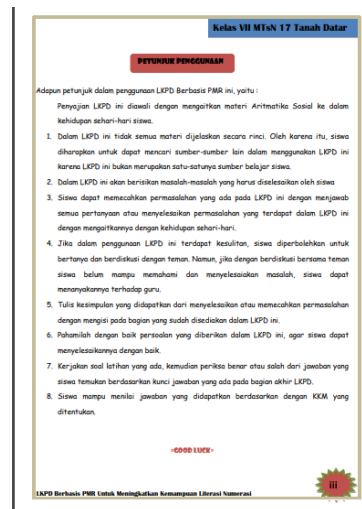 Kelas VII MTsN 17 Tanah Datar
PETUNJUK PENGGUNAAN
Adapun petunjuk dalam penggunaan LKPD Berbasis PMR ini, yaitu :
Penyajian LKPD ini diawali dengan mengaitkan materi Aritmatika Sosial ke dalam
kehidupan sehari-hari siswa.
1. Dalam LKPD ini tidak semua materi dijelaskan secara rinci. Oleh karena itu, siswa
diharapkan untuk dapat mencari sumber-sumber lain dalam menggunakan LKPD ini
karena LKPD ini bukan merupakan satu-satunya sumber belajar siswa.
2. Dalam LKPD ini akan berisikan masalah-masalah yang harus diselesaikan oleh siswa
3. Siswa dapat memecahkan permasalahan yang ada pada LKPD ini dengan menjawab
semua pertanyaan atau menyelesaikan permasalahan yang terdapat dalam LKPD ini
dengan mengaitkannya dengan kehidupan sehari-hari.
4. Jika dalam penggunaan LKPD ini terdapat kesulitan, siswa diperbolehkan untuk
bertanya dan berdiskusi dengan teman. Namun, jika dengan berdiskusi bersama teman
siswa belum mampu memahami dan menyelesaiakan masalah, siswa dapat
menanyakannya terhadap guru.
5. Tulis kesimpulan yang didapatkan dari menyelesaikan atau memecahkan permasalahan
dengan mengisi pada bagian yang sudah disediakan dalam LKPD ini.
6. Pahamilah dengan baik persoalan yang diberikan dalam LKPD ini, agar siswa dapat
menyelesaikannya dengan baik.
7. Kerjakan soal latihan yang ada, kemudian periksa benar atau salah dari jawaban yang
siswa temukan berdasarkan kunci jawaban yang ada pada bagian akhir LKPD.
8. Siswa mampu menilai jawaban yang didapatkan berdasarkan dengan KKM yang
ditentukan.
~GOOD LUCK~
LKPD Berbasis PMR Untuk Meningkatkan Kemampuan Literasi Numerasi
iii